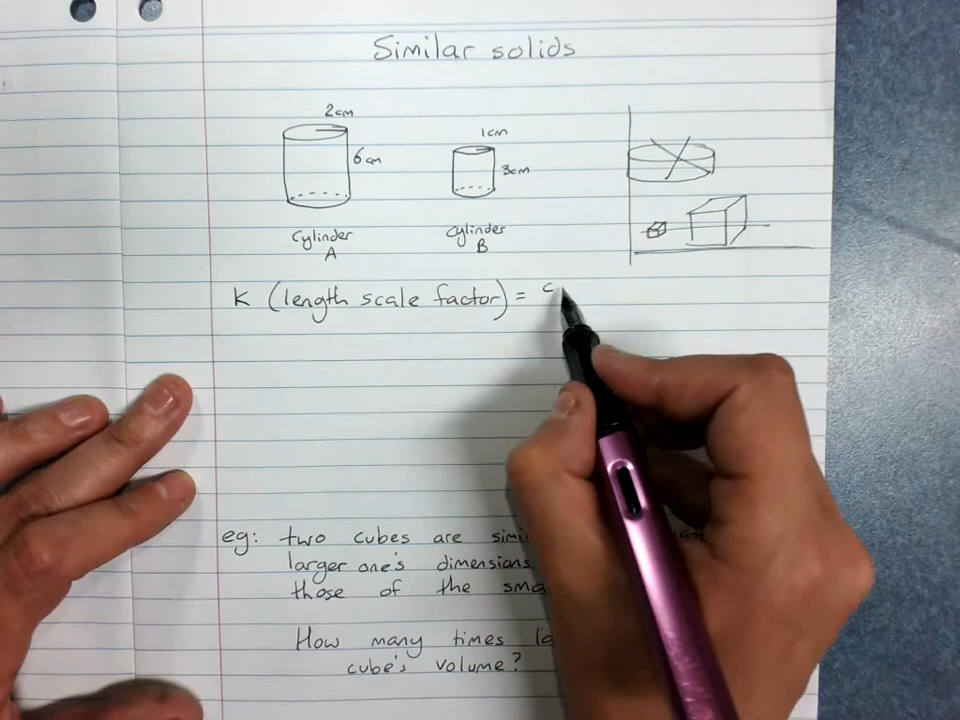 Similar solids
2cm
1cm
6cm
3cm
Cylinder
A
Cylinder
B
K (length scale factor) = c
eg: two cubes are
larger one's dimensions
those of the
How many times
cube's volume?